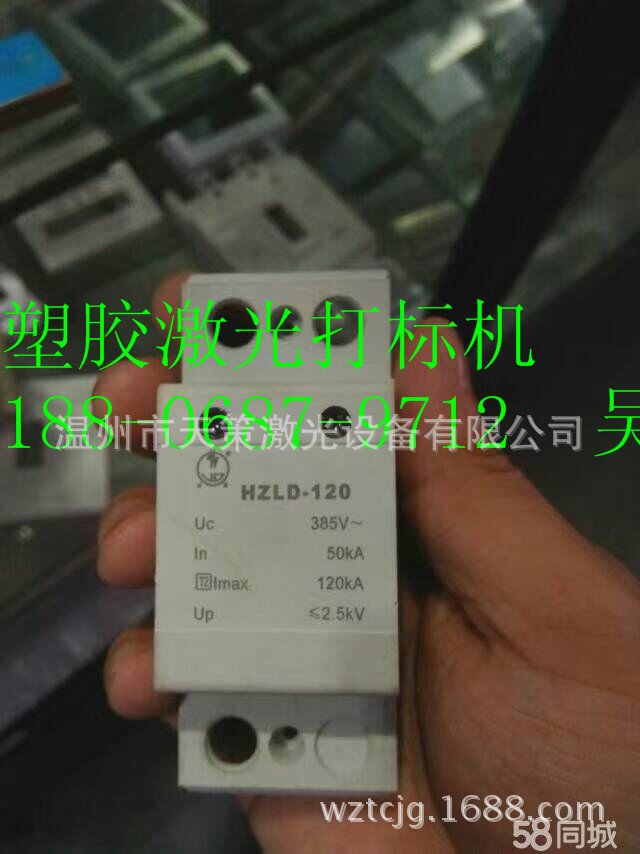 塑胶激光打标机
188-0687-9712 吴
温州市天策激光设备有限公司
HZLD-120
Uc 385V~
In 50kA
T2 Imax 120kA
Up ≤2.5kV
wztcjg.1688.com
58同城